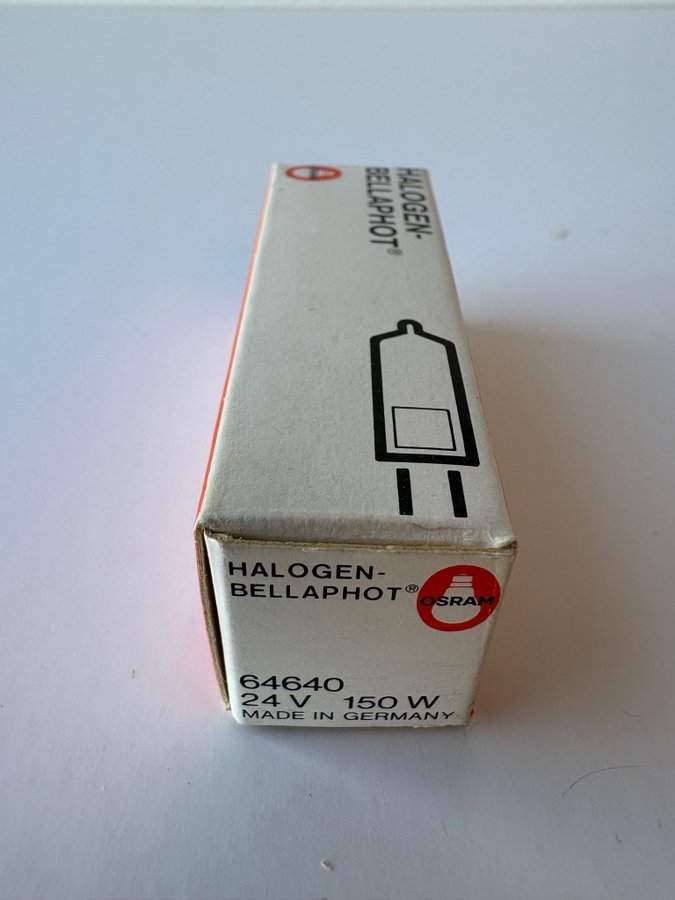 HALOGEN-
BELLAPHOT®
HALOGEN-
BELLAPHOT®
OSRAM
64640
24 V 150 W
MADE IN GERMANY